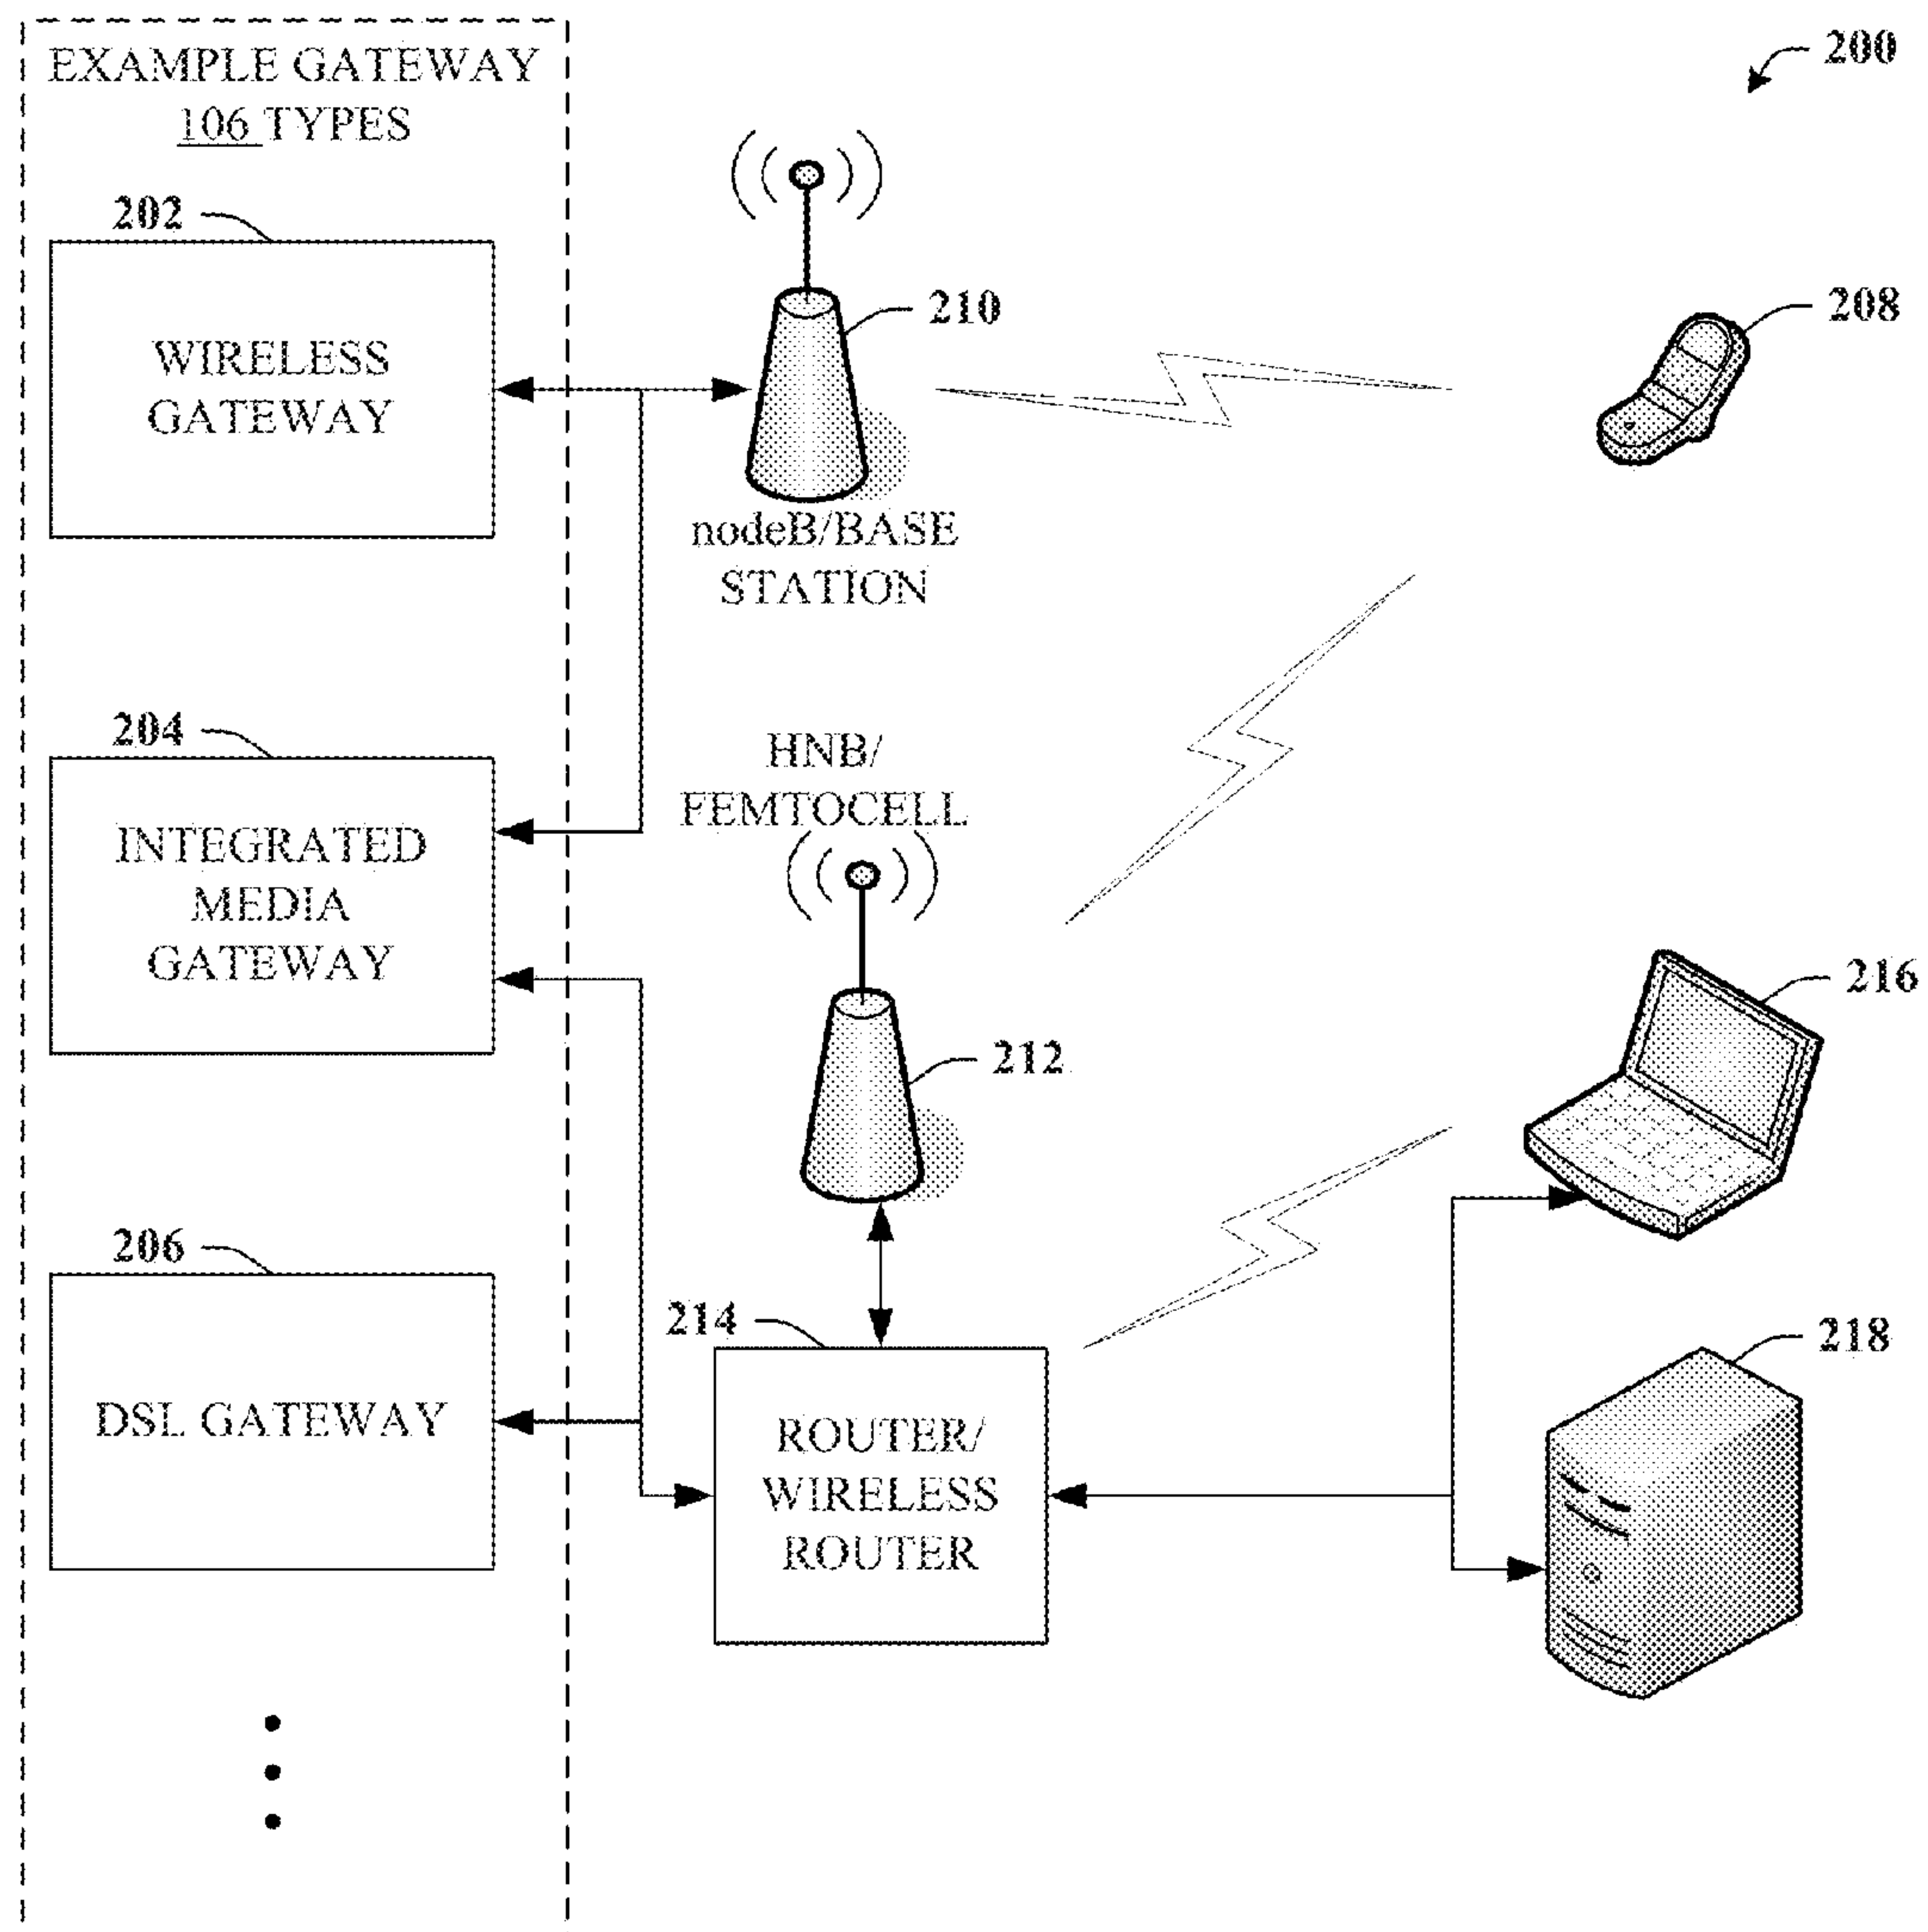 EXAMPLE GATEWAY
106 TYPES
200
202
WIRELESS
GATEWAY
210
nodeB/BASE
STATION
208
204
INTEGRATED
MEDIA
GATEWAY
HNB/
FEMTOCELL
212
216
206
DSL GATEWAY
214
ROUTER/
WIRELESS
ROUTER
218